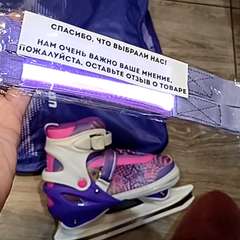 СПАСИБО, ЧТО ВЫБРАЛИ НАС!
НАМ ОЧЕНЬ ВАЖНО ВАШЕ МНЕНИЕ,
ПОЖАЛУЙСТА, ОСТАВЬТЕ ОТЗЫВ О ТОВАРЕ